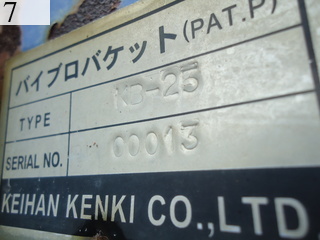 7
バイブロバケット(PAT.P)
TYPE KB-25
SERIAL NO. 00013
KEIHAN KENKI CO.,LTD